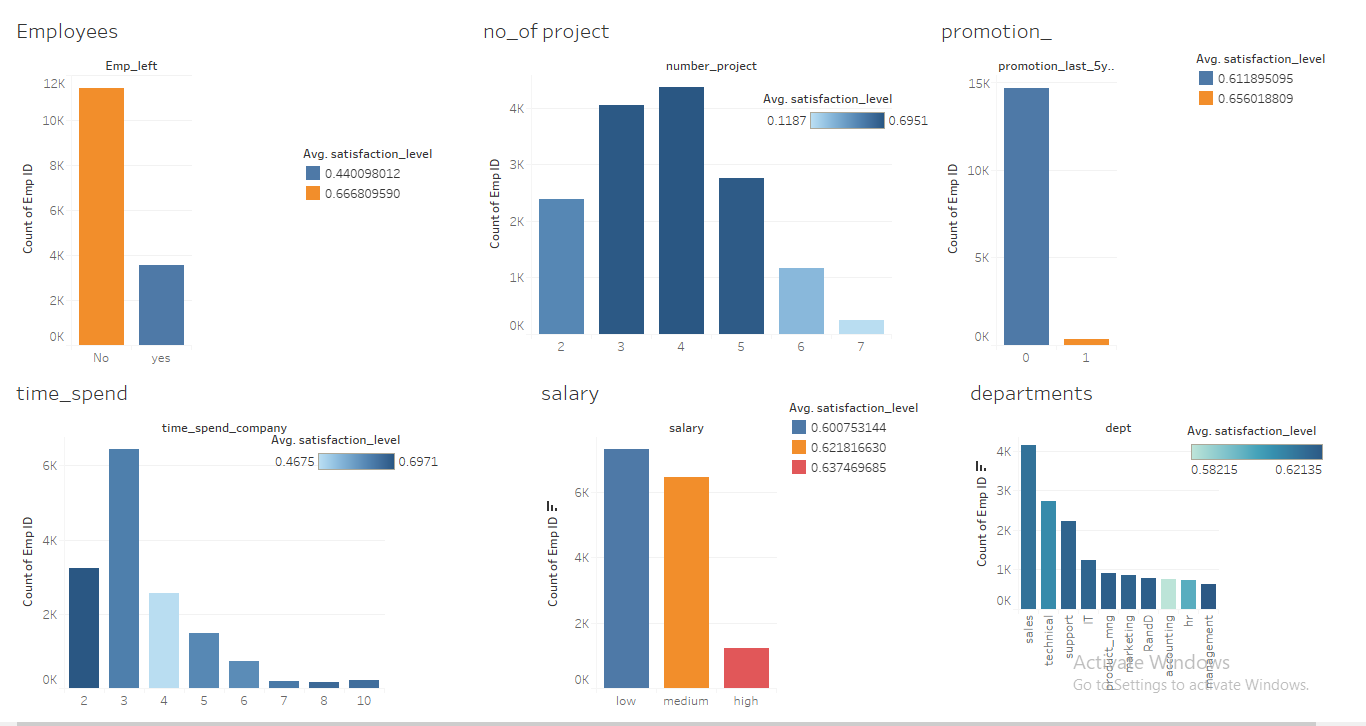 Employees
Emp_left
12K
10K
8K
6K
4K
2K
0K
Count of Emp ID
No
yes
Avg. satisfaction_level
0.440098012
0.666809590
no_of project
number_project
4K
3K
2K
1K
0K
Count of Emp ID
2
3
4
5
6
7
Avg. satisfaction_level
0.1187
0.6951
promotion_
promotion_last_5y..
15K
10K
5K
0K
Count of Emp ID
0
1
Avg. satisfaction_level
0.611895095
0.656018809
time_spend
time_spend_company
Avg. satisfaction_level
0.4675
0.6971
6K
4K
2K
0K
Count of Emp ID
2
3
4
5
6
7
8
10
salary
salary
6K
4K
2K
0K
Count of Emp ID
low
medium
high
Avg. satisfaction_level
0.600753144
0.621816630
0.637469685
departments
dept
4K
3K
2K
1K
0K
Count of Emp ID
sales
technical
support
IT
product_mng
marketing
RandD
accounting
hr
management
Avg. satisfaction_level
0.58215
0.62135
Activate Windows
Go to Settings to activate Windows.